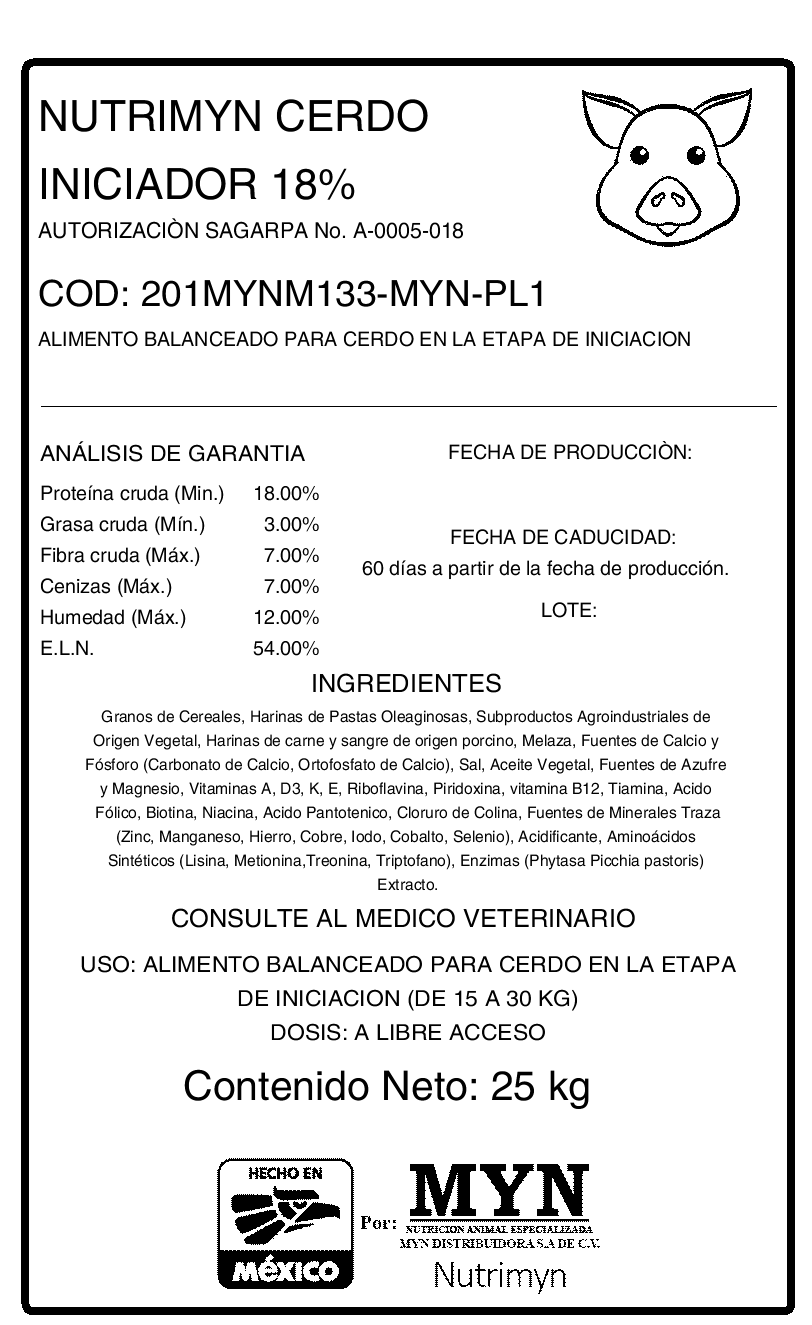 NUTRIMYN CERDO
INICIADOR 18%
AUTORIZACIÒN SAGARPA No. A-0005-018
COD: 201MYNM133-MYN-PL1
ALIMENTO BALANCEADO PARA CERDO EN LA ETAPA DE INICIACION
ANÁLISIS DE GARANTIA
Proteína cruda (Min.) 18.00%
Grasa cruda (Mín.) 3.00%
Fibra cruda (Máx.) 7.00%
Cenizas (Máx.) 7.00%
Humedad (Máx.) 12.00%
E.L.N. 54.00%
FECHA DE PRODUCCIÒN:
FECHA DE CADUCIDAD:
60 días a partir de la fecha de producción.
LOTE:
INGREDIENTES
Granos de Cereales, Harinas de Pastas Oleaginosas, Subproductos Agroindustriales de
Origen Vegetal, Harinas de carne y sangre de origen porcino, Melaza, Fuentes de Calcio y
Fósforo (Carbonato de Calcio, Ortofosfato de Calcio), Sal, Aceite Vegetal, Fuentes de Azufre
y Magnesio, Vitaminas A, D3, K, E, Riboflavina, Piridoxina, vitamina B12, Tiamina, Acido
Fólico, Biotina, Niacina, Acido Pantotenico, Cloruro de Colina, Fuentes de Minerales Traza
(Zinc, Manganeso, Hierro, Cobre, Iodo, Cobalto, Selenio), Acidificante, Aminoácidos
Sintéticos (Lisina, Metionina,Treonina, Triptofano), Enzimas (Phytasa Picchia pastoris)
Extracto.
CONSULTE AL MEDICO VETERINARIO
USO: ALIMENTO BALANCEADO PARA CERDO EN LA ETAPA
DE INICIACION (DE 15 A 30 KG)
DOSIS: A LIBRE ACCESO
Contenido Neto: 25 kg
HECHO EN
MéXICO
Por:
MYN
NUTRICION ANIMAL ESPECIALIZADA
MYN DISTRIBUIDORA S.A DE C.V.
Nutrimyn